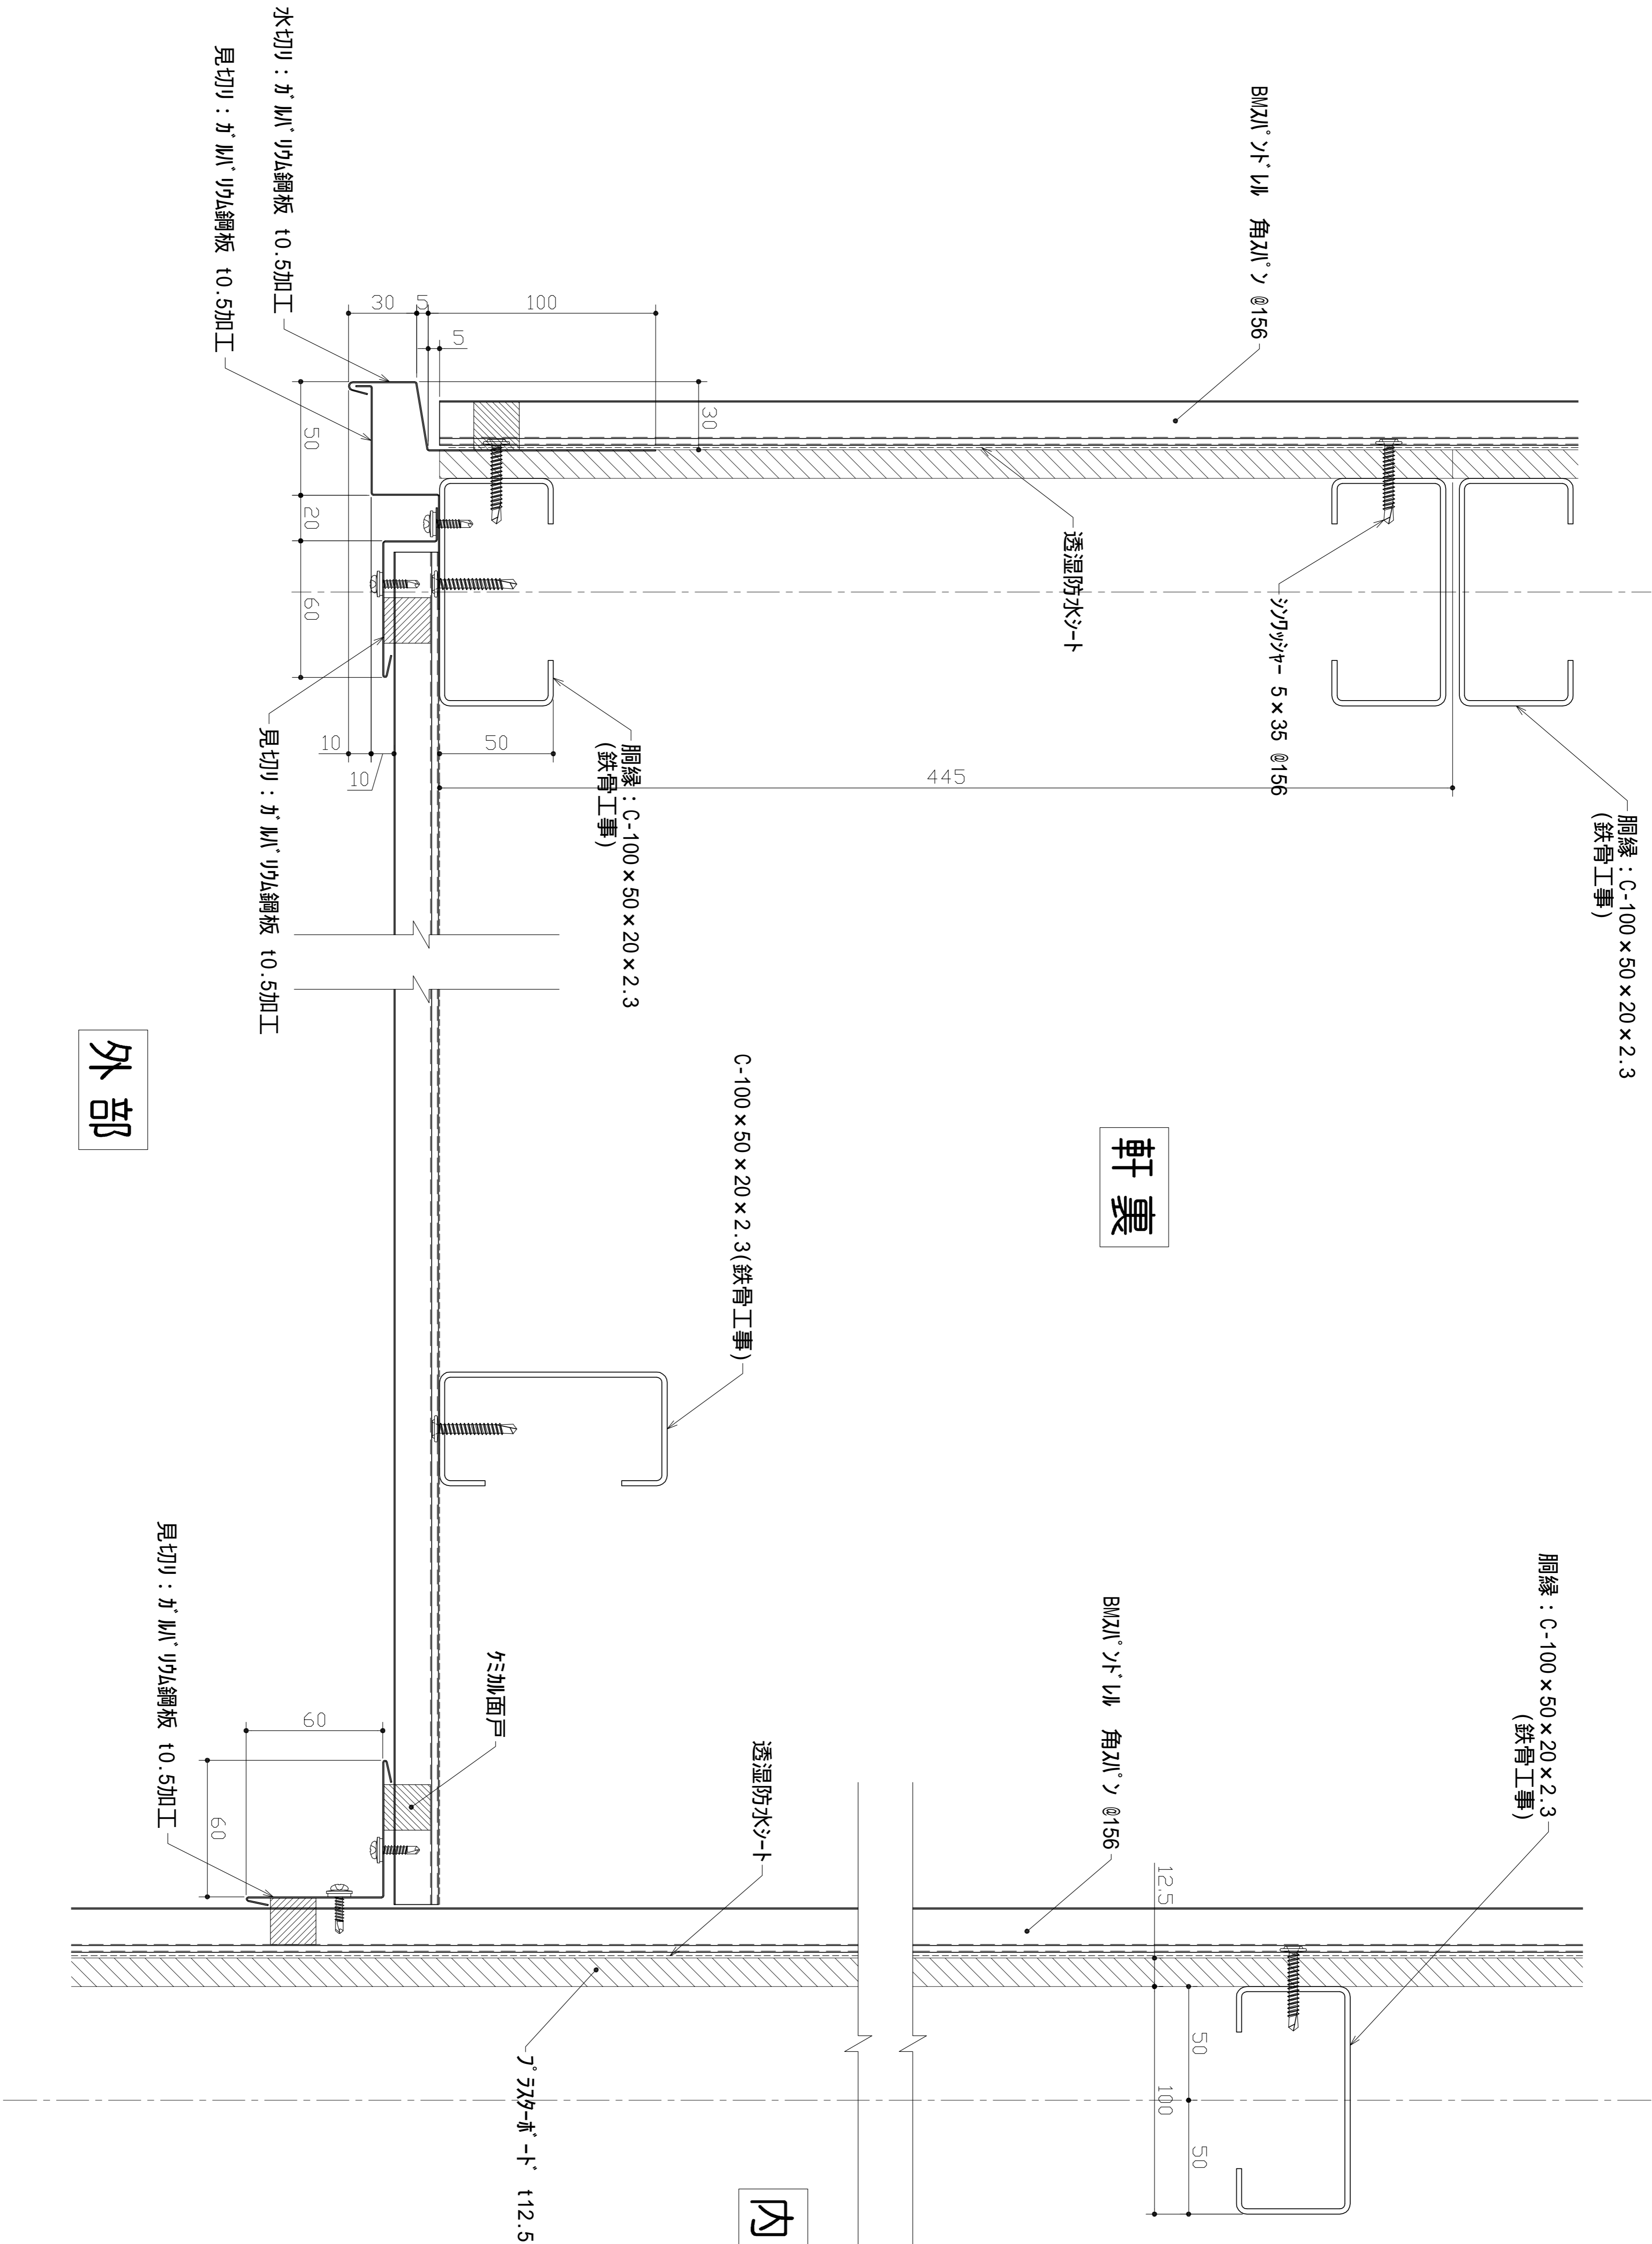 水切り：ｶﾞﾙﾊﾞﾘｳﾑ鋼板 t0.5加工
見切り：ｶﾞﾙﾊﾞﾘｳﾑ鋼板 t0.5加工
BMｽﾊﾟﾝﾄﾞﾚﾙ 角ｽﾊﾟﾝ @156
30
5
100
5
30
50
20
60
透湿防水ｼｰﾄ
ｼﾝﾜｯｼｬｰ 5×35 @156
胴縁：C-100×50×20×2.3
(鉄骨工事)
胴縁：C-100×50×20×2.3
(鉄骨工事)
見切り：ｶﾞﾙﾊﾞﾘｳﾑ鋼板 t0.5加工
10
10
50
445
外部
軒裏
C-100×50×20×2.3(鉄骨工事)
胴縁：C-100×50×20×2.3
(鉄骨工事)
BMｽﾊﾟﾝﾄﾞﾚﾙ 角ｽﾊﾟﾝ @156
見切り：ｶﾞﾙﾊﾞﾘｳﾑ鋼板 t0.5加工
ｹﾐｶﾙ面戸
60
60
透湿防水ｼｰﾄ
12.5
50
100
50
ﾌﾟﾗｽﾀｰﾎﾞｰﾄﾞ t12.5
内